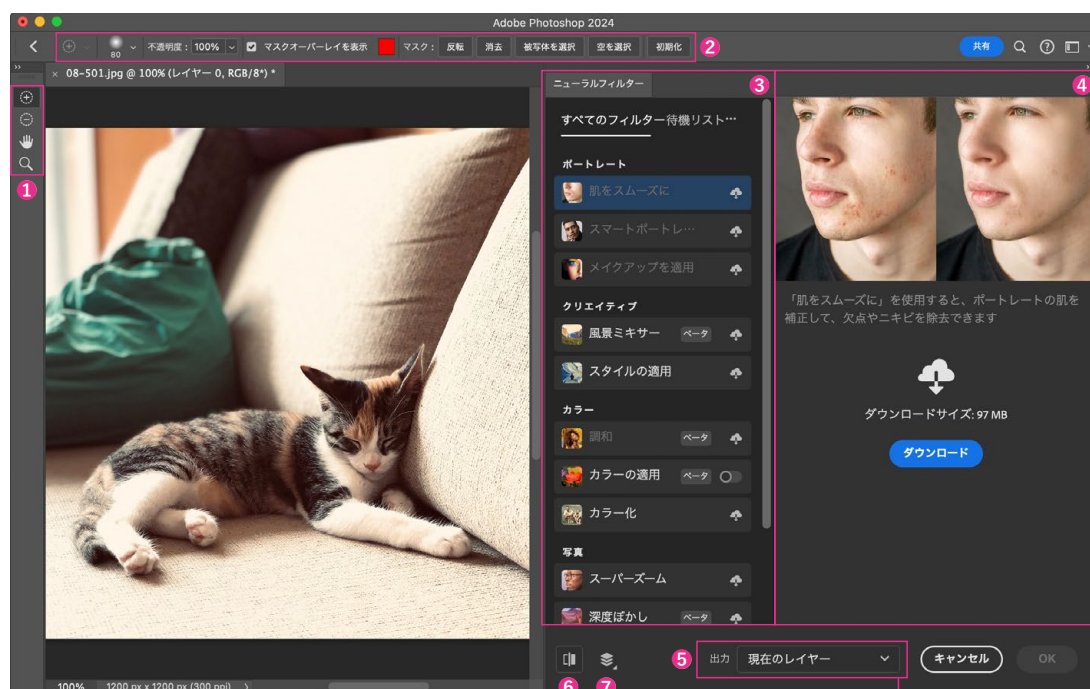 Adobe Photoshop 2024
80
不透明度： 100%
マスクオーバーレイを表示
マスク： 反転 消去 被写体を選択 空を選択 初期化
2
共有
08-501.jpg @ 100% (レイヤー 0, RGB/8*) *
1
ニューラルフィルター
3
4
すべてのフィルター 待機リスト…
ポートレート
肌をスムーズに
スマートポートレ…
メイクアップを適用
クリエイティブ
風景ミキサー ベータ
スタイルの適用
カラー
調和 ベータ
カラーの適用 ベータ
カラー化
写真
スーパーズーム
深度ぼかし ベータ
「肌をスムーズに」を使用すると、ポートレートの肌を
補正して、欠点やニキビを除去できます
ダウンロードサイズ: 97 MB
ダウンロード
5
出力 現在のレイヤー
キャンセル
OK
6
7
100% 1200 px x 1200 px (300 ppi)